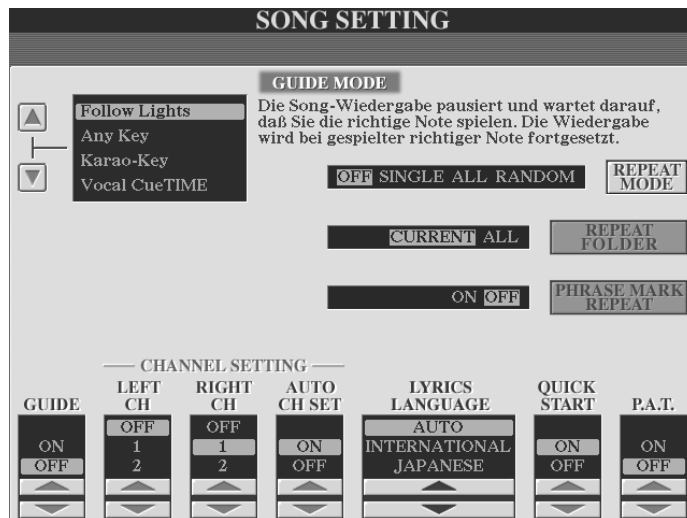 SONG SETTING
GUIDE MODE
Follow Lights
Any Key
Karao-Key
Vocal CueTIME
Die Song-Wiedergabe pausiert und wartet darauf,
daß Sie die richtige Note spielen. Die Wiedergabe
wird bei gespielter richtiger Note fortgesetzt.
OFF SINGLE ALL RANDOM
REPEAT
MODE
CURRENT ALL
REPEAT
FOLDER
ON OFF
PHRASE MARK
REPEAT
CHANNEL SETTING
GUIDE
ON
OFF
LEFT
CH
OFF
1
2
RIGHT
CH
OFF
1
2
AUTO
CH SET
ON
OFF
LYRICS
LANGUAGE
AUTO
INTERNATIONAL
JAPANESE
QUICK
START
ON
OFF
P.A.T.
ON
OFF